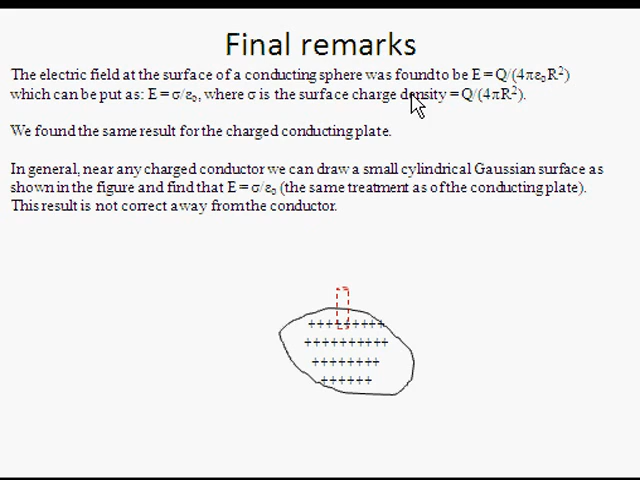 Final remarks
The electric field at the surface of a conducting sphere was found to be E = Q/(4πε₀R²)
which can be put as: E = σ/ε₀, where σ is the surface charge density = Q/(4πR²).
We found the same result for the charged conducting plate.
In general, near any charged conductor we can draw a small cylindrical Gaussian surface as
shown in the figure and find that E = σ/ε₀ (the same treatment as of the conducting plate).
This result is not correct away from the conductor.
+++++++++
++++++++++
++++++++
++++++